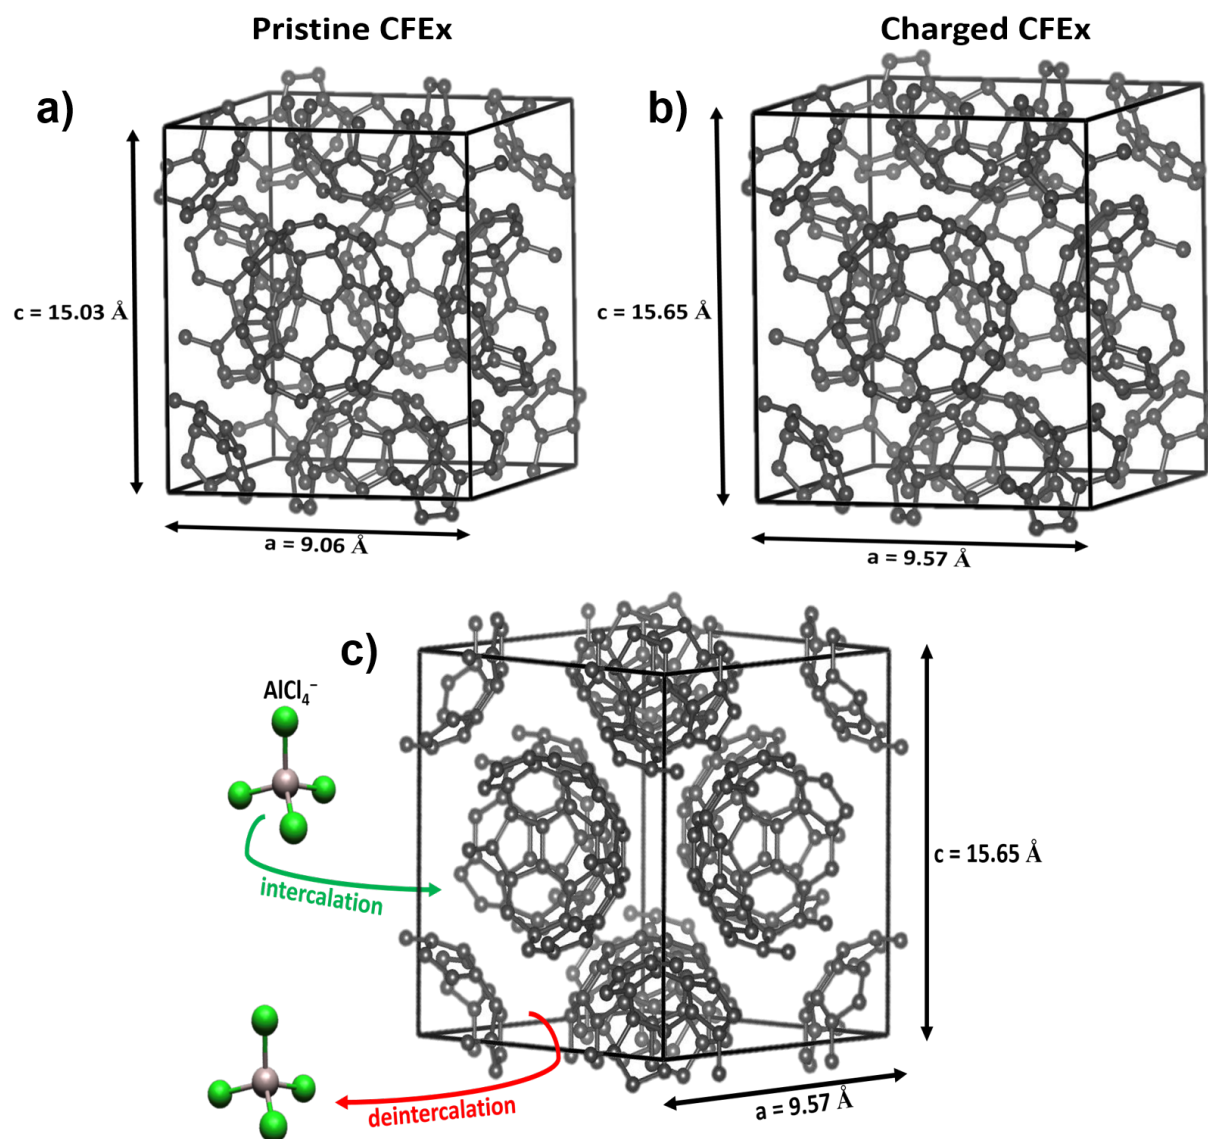 Pristine CFEx
Charged CFEx
a)
b)
c = 15.03 Å
c = 15.65 Å
a = 9.06 Å
a = 9.57 Å
c)
AlCl₄⁻
intercalation
c = 15.65 Å
deintercalation
a = 9.57 Å